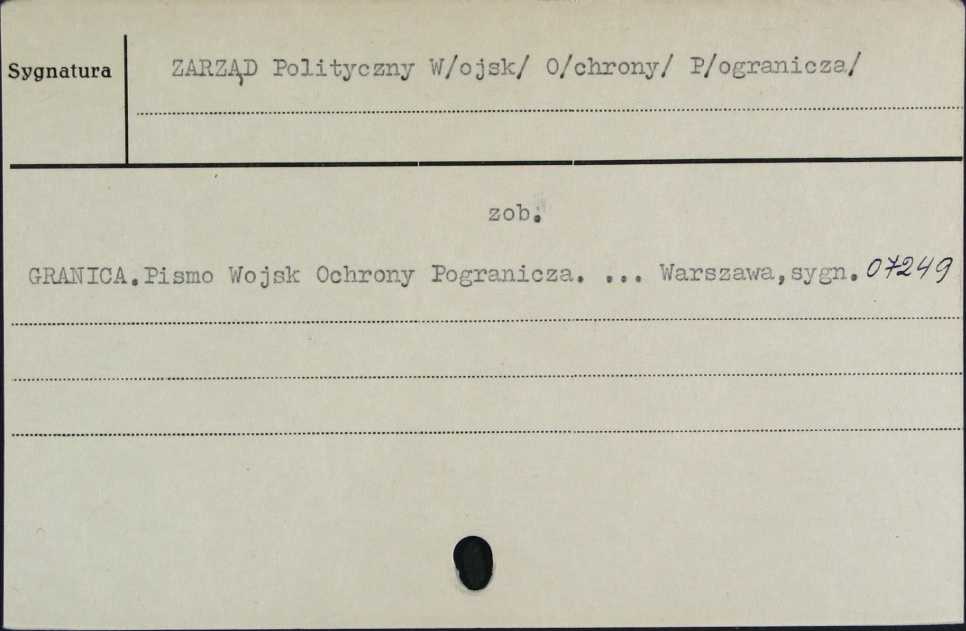 Sygnatura
ZARZĄD Polityczny W/ojsk/ O/chrony/ P/ogranicza/
zob.
GRANICA.Pismo Wojsk Ochrony Pogranicza. ... Warszawa,sygn. 07249